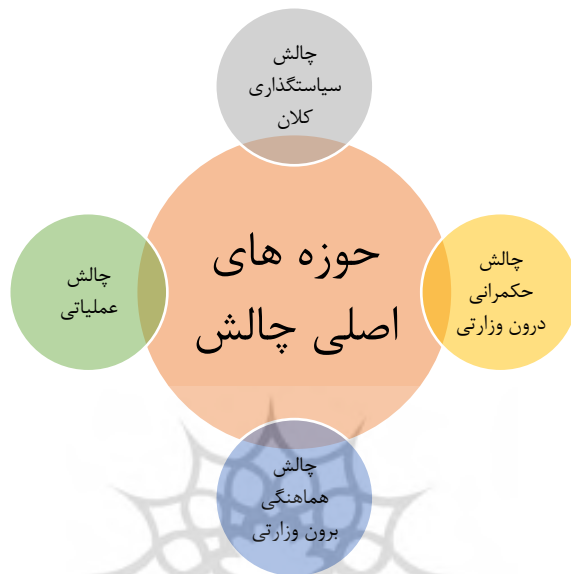 چالش
سیاستگذاری
کلان
حوزه های
اصلی چالش
چالش
حکمرانی
درون وزارتی
چالش
عملیاتی
چالش
هماهنگی
برون وزارتی